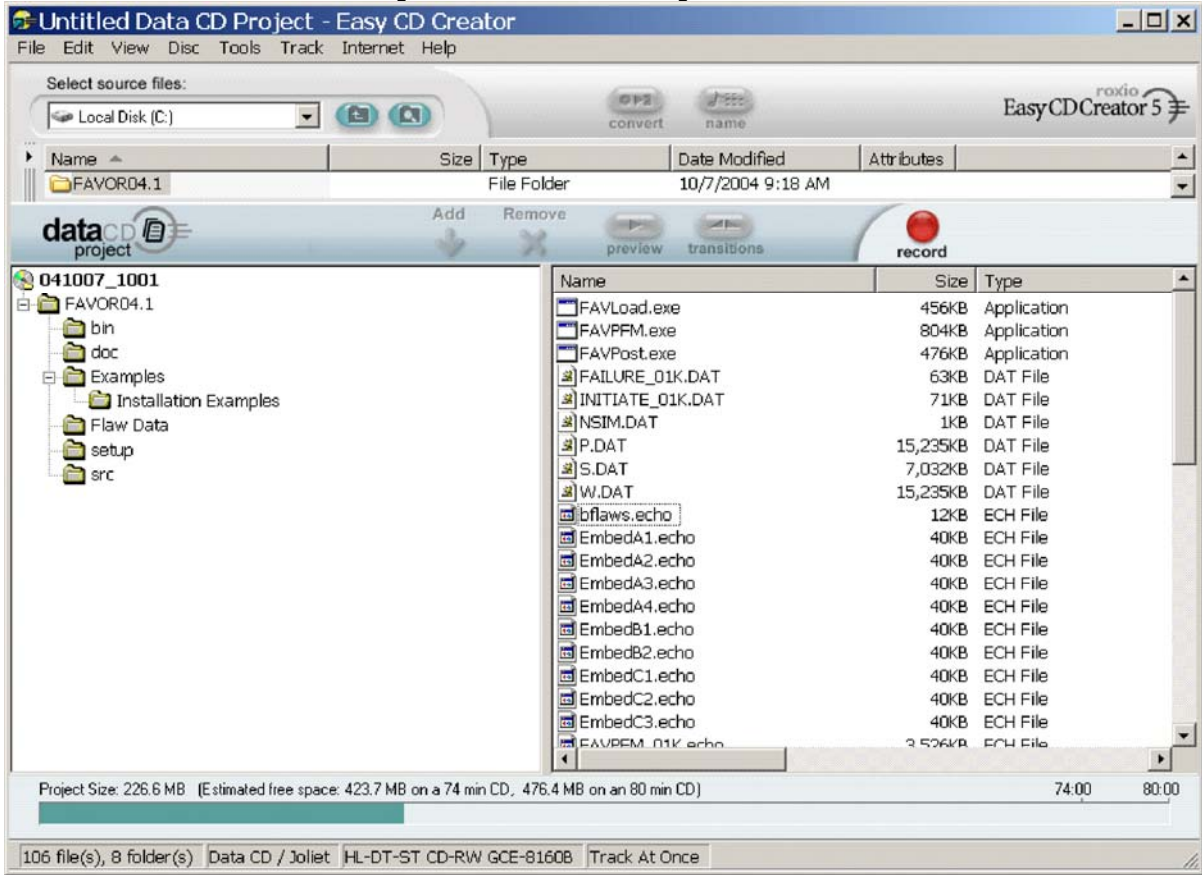 Untitled Data CD Project - Easy CD Creator
File Edit View Disc Tools Track Internet Help
Select source files:
Local Disk (C:)
convert name
roxio
Easy CD Creator 5
Name Size Type Date Modified Attributes
FAVOR04.1 File Folder 10/7/2004 9:18 AM
data CD project
Add Remove preview transitions record
041007_1001
FAVOR04.1
bin
doc
Examples
Installation Examples
Flaw Data
setup
src
Name Size Type
FAVLoad.exe 456KB Application
FAVPFM.exe 804KB Application
FAVPost.exe 476KB Application
FAILURE_01K.DAT 63KB DAT File
INITIATE_01K.DAT 71KB DAT File
NSIM.DAT 1KB DAT File
P.DAT 15,235KB DAT File
S.DAT 7,032KB DAT File
W.DAT 15,235KB DAT File
bflaws.echo 12KB ECH File
EmbedA1.echo 40KB ECH File
EmbedA2.echo 40KB ECH File
EmbedA3.echo 40KB ECH File
EmbedA4.echo 40KB ECH File
EmbedB1.echo 40KB ECH File
EmbedB2.echo 40KB ECH File
EmbedC1.echo 40KB ECH File
EmbedC2.echo 40KB ECH File
EmbedC3.echo 40KB ECH File
FAVPFM_01K.echo 3,526KB ECH File
Project Size: 226.6 MB (Estimated free space: 423.7 MB on a 74 min CD, 476.4 MB on an 80 min CD) 74:00 80:00
106 file(s), 8 folder(s) Data CD / Joliet HL-DT-ST CD-RW GCE-8160B Track At Once